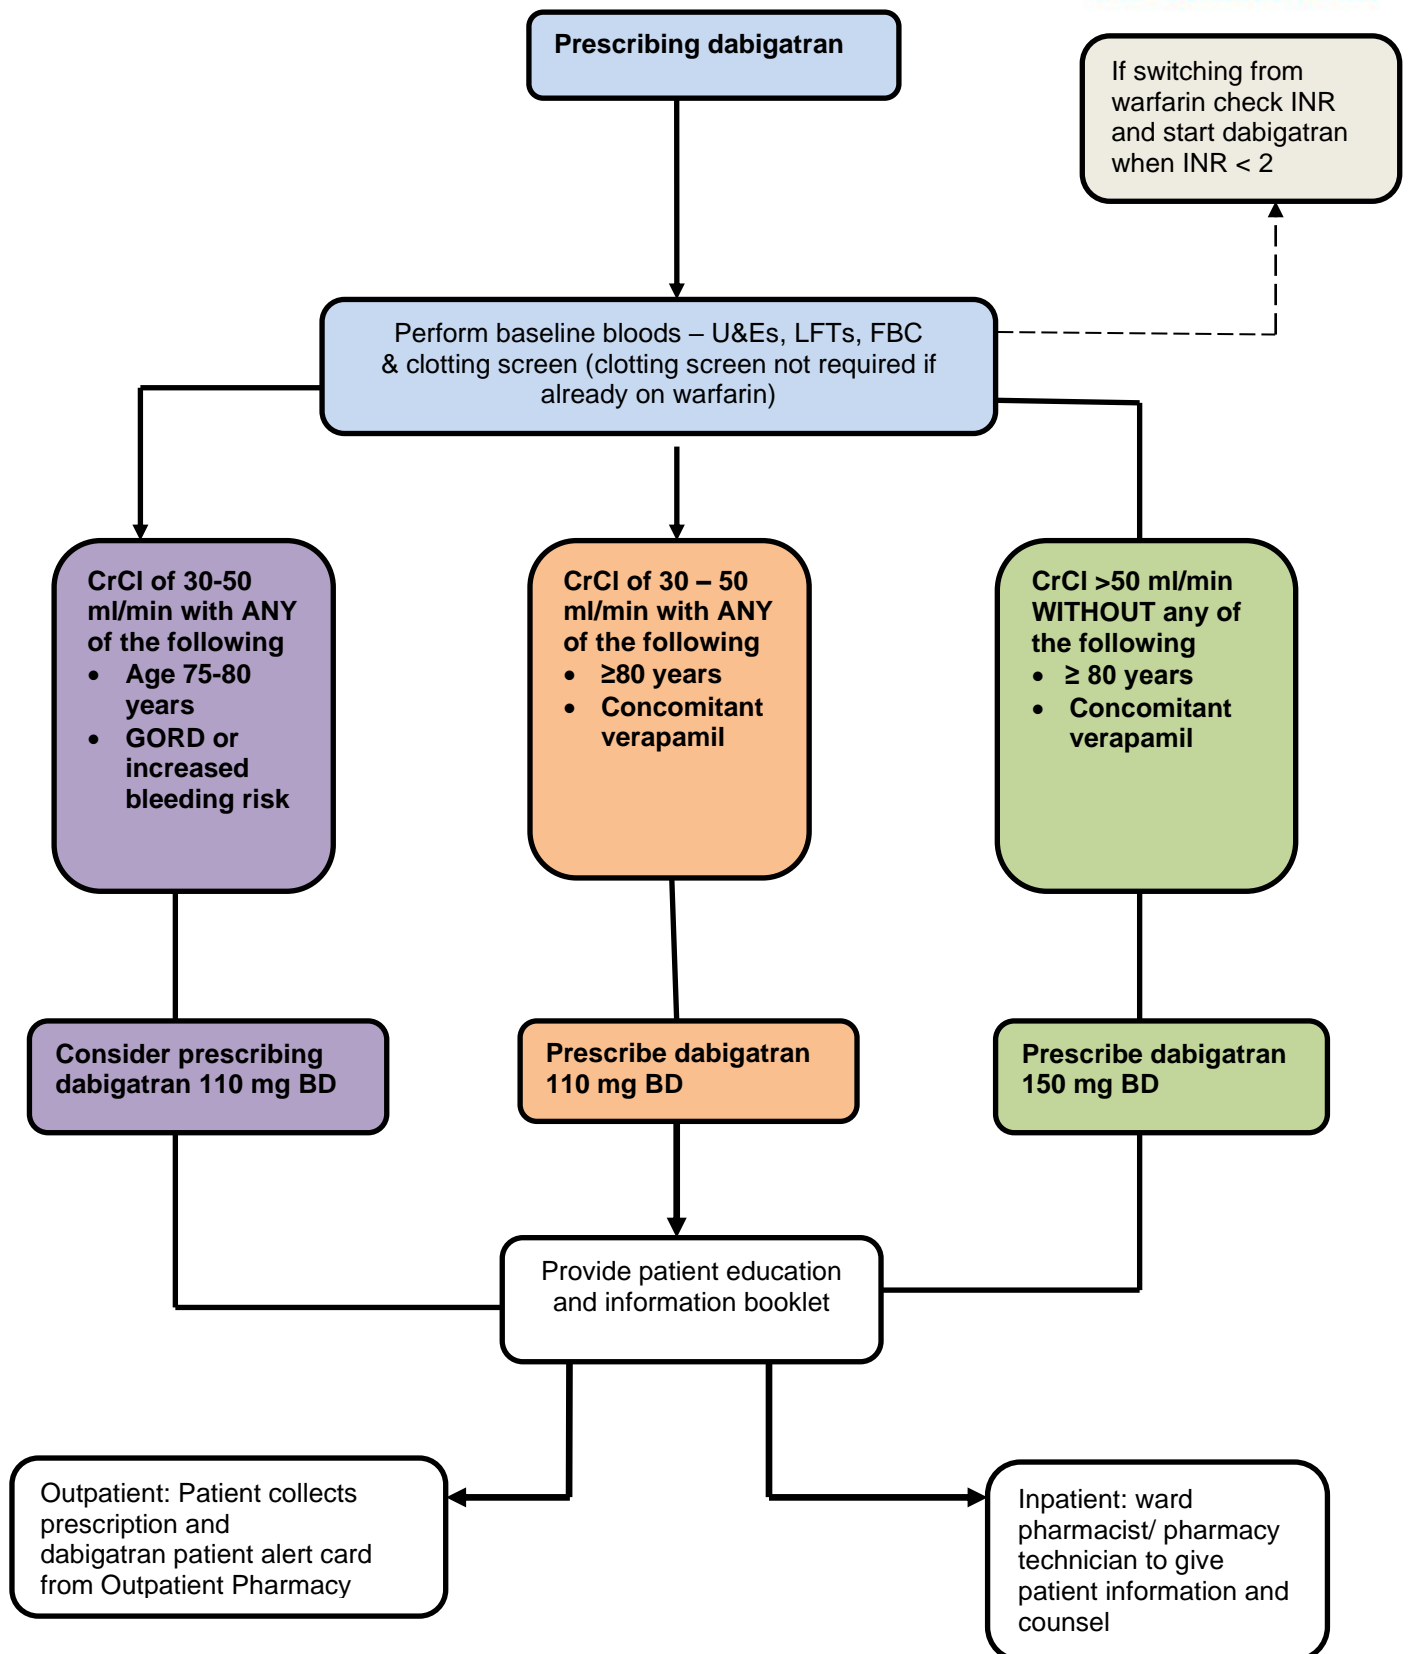 Prescribing dabigatran
If switching from
warfarin check INR
and start dabigatran
when INR < 2
Perform baseline bloods – U&Es, LFTs, FBC
& clotting screen (clotting screen not required if
already on warfarin)
CrCl of 30-50
ml/min with ANY
of the following
• Age 75-80
years
• GORD or
increased
bleeding risk
CrCl of 30 – 50
ml/min with ANY
of the following
• ≥80 years
• Concomitant
verapamil
CrCl >50 ml/min
WITHOUT any of
the following
• ≥ 80 years
• Concomitant
verapamil
Consider prescribing
dabigatran 110 mg BD
Prescribe dabigatran
110 mg BD
Prescribe dabigatran
150 mg BD
Provide patient education
and information booklet
Outpatient: Patient collects
prescription and
dabigatran patient alert card
from Outpatient Pharmacy
Inpatient: ward
pharmacist/ pharmacy
technician to give
patient information and
counsel